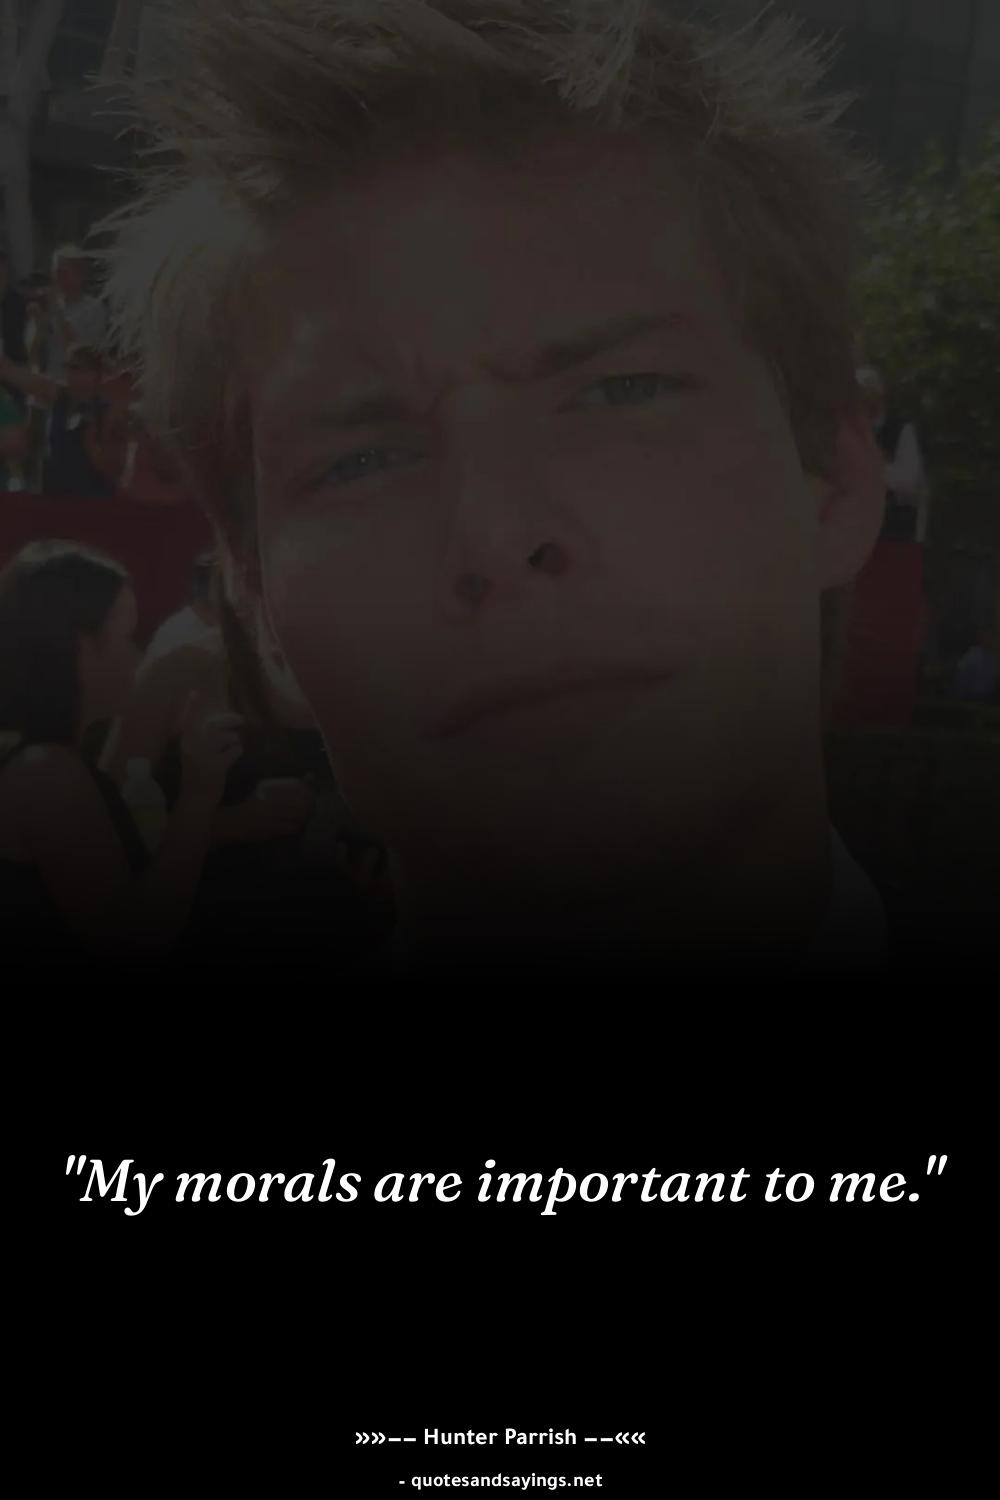 "My morals are important to me."
»»–– Hunter Parrish ––««
- quotesandsayings.net